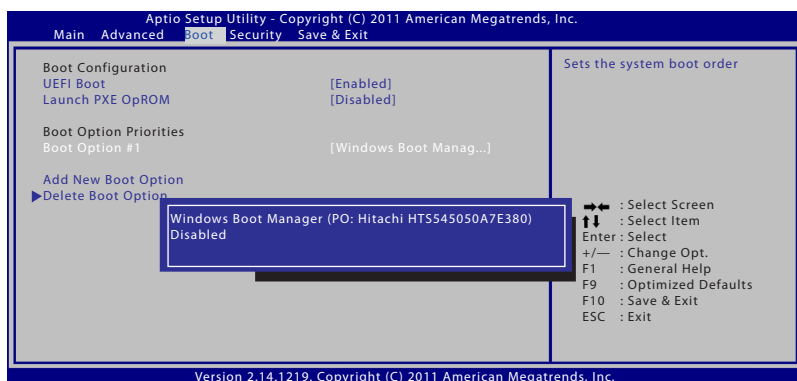 Aptio Setup Utility - Copyright (C) 2011 American Megatrends, Inc.
Main Advanced Boot Security Save & Exit
Boot Configuration
UEFI Boot [Enabled]
Launch PXE OpROM [Disabled]
Boot Option Priorities
Boot Option #1 [Windows Boot Manag...]
Add New Boot Option
Delete Boot Option
Windows Boot Manager (PO: Hitachi HTS545050A7E380)
Disabled
Sets the system boot order
: Select Screen
: Select Item
Enter : Select
+/— : Change Opt.
F1 : General Help
F9 : Optimized Defaults
F10 : Save & Exit
ESC : Exit
Version 2.14.1219. Copyright (C) 2011 American Megatrends, Inc.